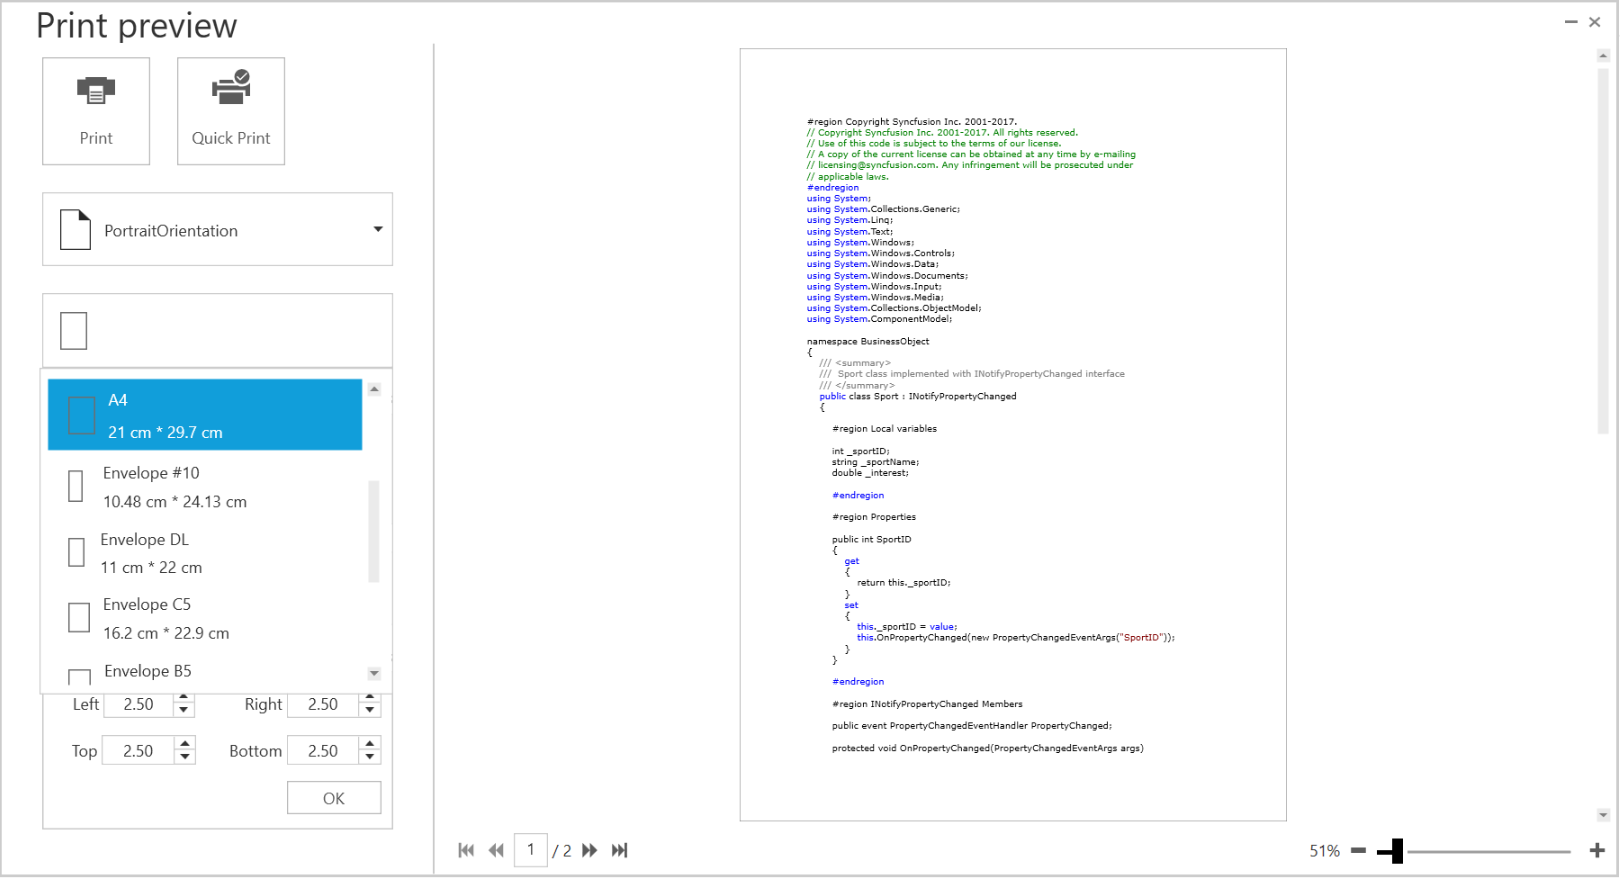 Print preview
Print
Quick Print
PortraitOrientation
A4
21 cm * 29.7 cm
Envelope #10
10.48 cm * 24.13 cm
Envelope DL
11 cm * 22 cm
Envelope C5
16.2 cm * 22.9 cm
Envelope B5
Left 2.50 Right 2.50
Top 2.50 Bottom 2.50
OK
#region Copyright Syncfusion Inc. 2001-2017.
// Copyright Syncfusion Inc. 2001-2017. All rights reserved.
// Use of this code is subject to the terms of our license.
// A copy of the current license can be obtained at any time by e-mailing
// licensing@syncfusion.com. Any infringement will be prosecuted under
// applicable laws.
#endregion
using System;
using System.Collections.Generic;
using System.Linq;
using System.Text;
using System.Windows;
using System.Windows.Controls;
using System.Windows.Data;
using System.Windows.Documents;
using System.Windows.Input;
using System.Windows.Media;
using System.Collections.ObjectModel;
using System.ComponentModel;
namespace BusinessObject
{
/// <summary>
/// Sport class implemented with INotifyPropertyChanged interface
/// </summary>
public class Sport : INotifyPropertyChanged
{
#region Local variables
int _sportID;
string _sportName;
double _interest;
#endregion
#region Properties
public int SportID
{
get
{
return this._sportID;
}
set
{
this._sportID = value;
this.OnPropertyChanged(new PropertyChangedEventArgs("SportID"));
}
}
#endregion
#region INotifyPropertyChanged Members
public event PropertyChangedEventHandler PropertyChanged;
protected void OnPropertyChanged(PropertyChangedEventArgs args)
1 / 2
51%